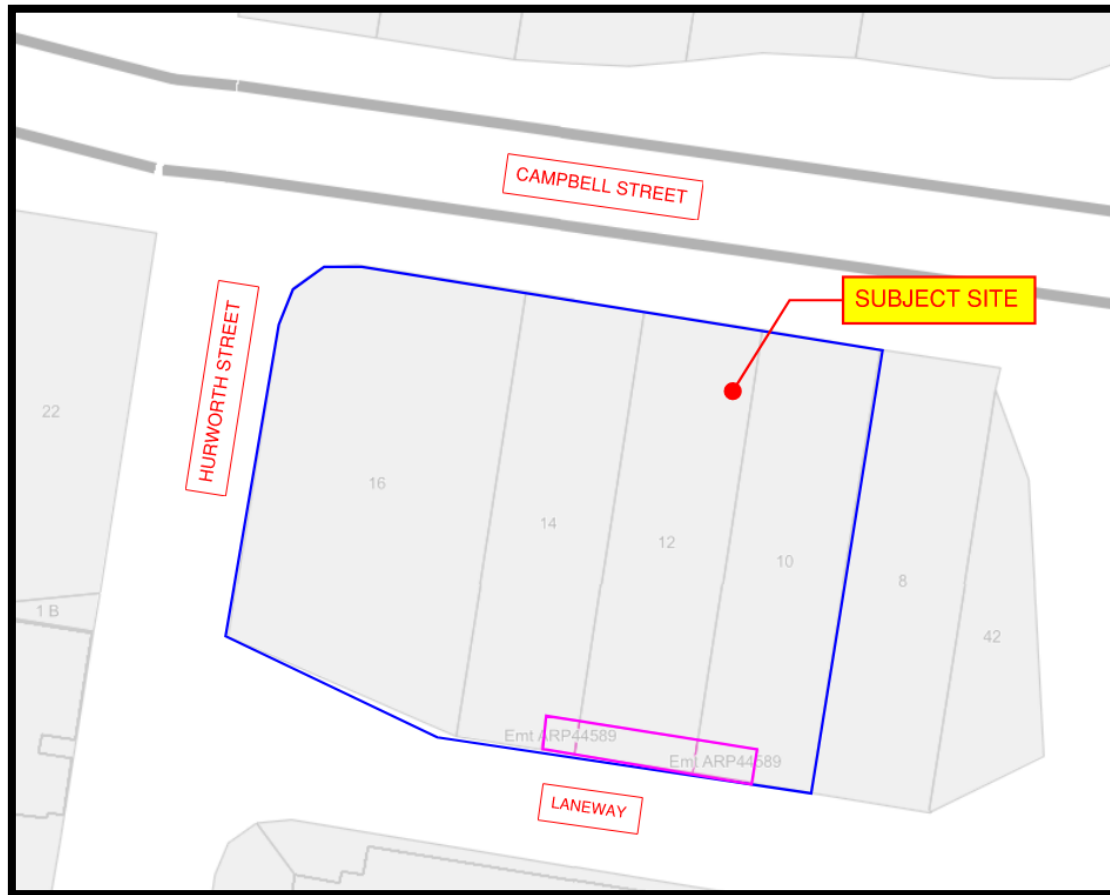 CAMPBELL STREET
SUBJECT SITE
HURWORTH STREET
22
16
14
12
10
8
1 B
42
Emt ARP44589
Emt ARP44589
LANEWAY